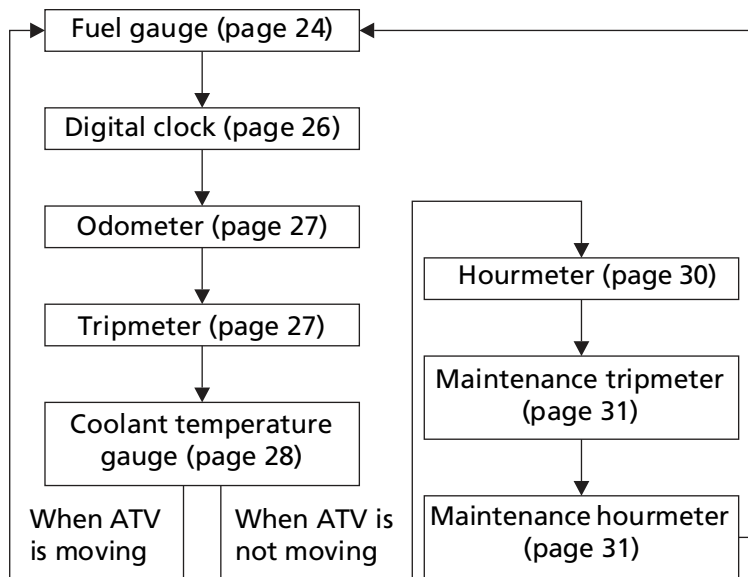 Fuel gauge (page 24)
Digital clock (page 26)
Odometer (page 27)
Tripmeter (page 27)
Coolant temperature
gauge (page 28)
When ATV
is moving
When ATV is
not moving
Hourmeter (page 30)
Maintenance tripmeter
(page 31)
Maintenance hourmeter
(page 31)